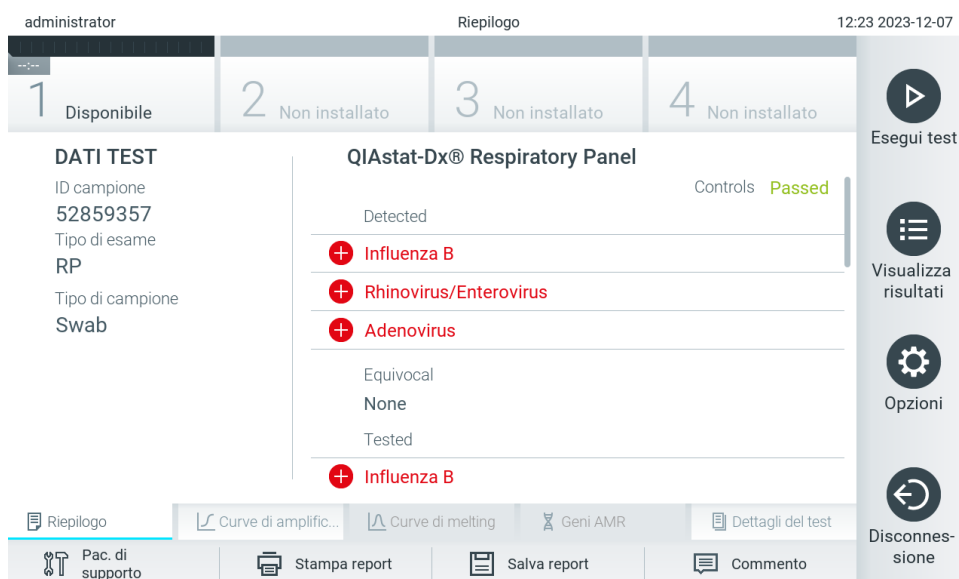 administrator
Riepilogo
12:23 2023-12-07
--:--
1 Disponibile
2 Non installato
3 Non installato
4 Non installato
Esegui test
DATI TEST
ID campione
52859357
Tipo di esame
RP
Tipo di campione
Swab
QIAstat-Dx® Respiratory Panel
Controls Passed
Detected
Influenza B
Rhinovirus/Enterovirus
Adenovirus
Equivocal
None
Tested
Influenza B
Visualizza
risultati
Opzioni
Disconnes-
sione
Riepilogo
Curve di amplific...
Curve di melting
Geni AMR
Dettagli del test
Pac. di
supporto
Stampa report
Salva report
Commento